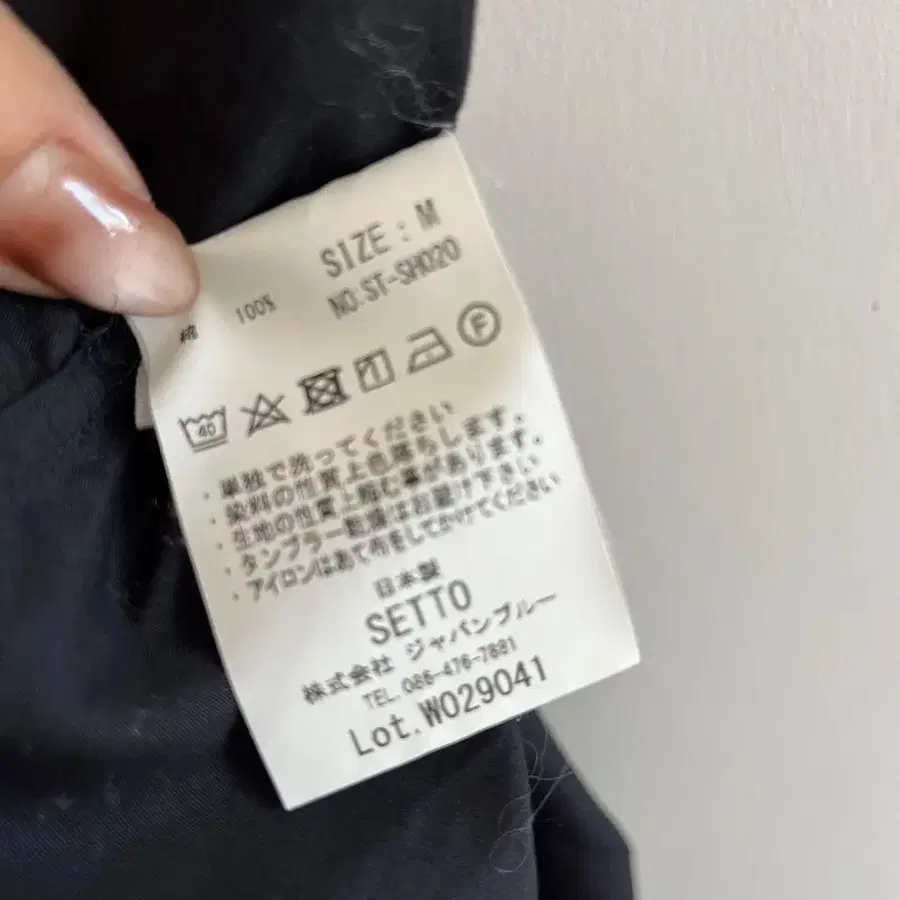 SIZE : M
NO.ST-SH020
綿 100%
40
F
・単独で洗ってください
・染料の性質上色落ちします。
・生地の性質上縮む事があります。
・タンブラー乾燥はお避け下さい
・アイロンはあて布をしてかけてください
日本製
SETTO
株式会社 ジャパンブルー
TEL.086-476-7881
Lot.W029041